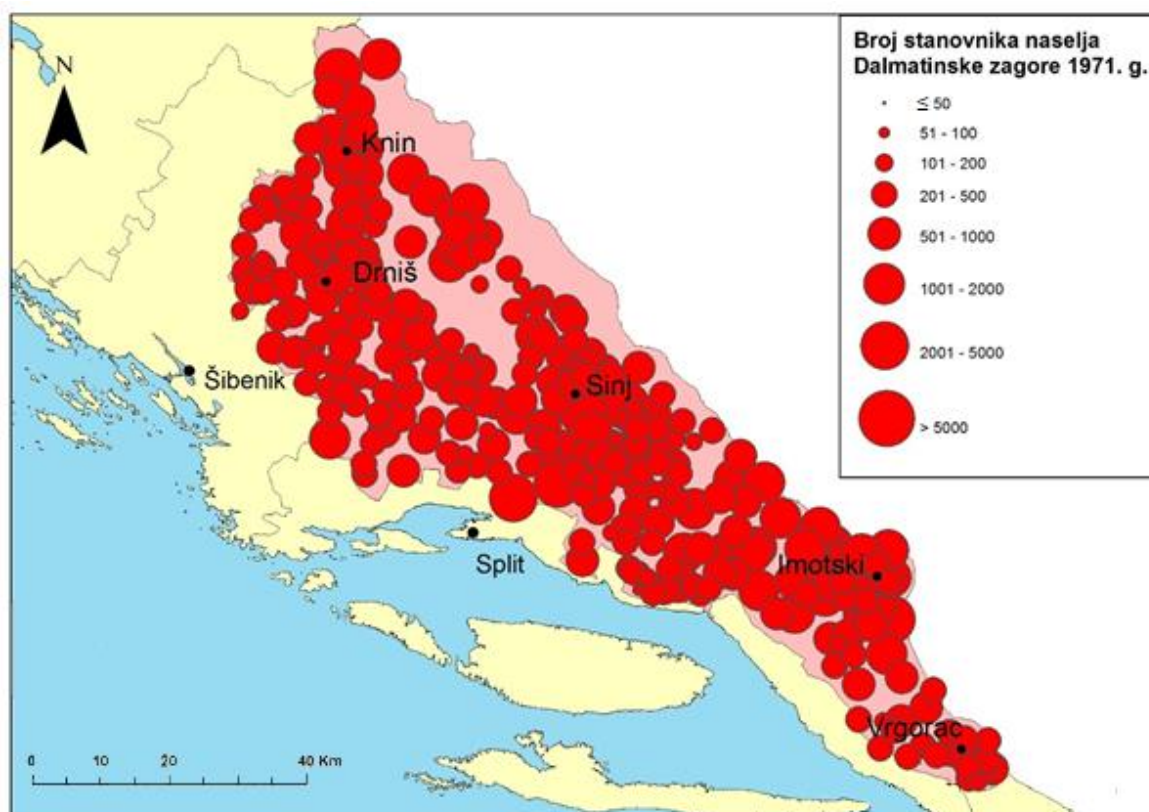 Broj stanovnika naselja
Dalmatinske zagore 1971. g.
≤ 50
51 - 100
101 - 200
201 - 500
501 - 1000
1001 - 2000
2001 - 5000
> 5000
N
Knin
Drniš
Šibenik
Sinj
Split
Imotski
Vrgorac
0 20 40 Km